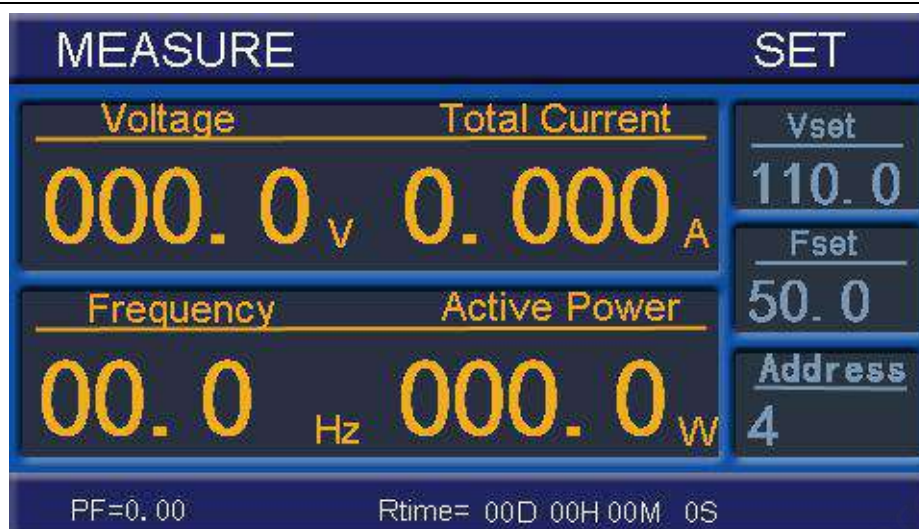 MEASURE SET
Voltage Total Current Vset
000.0 V 0.000 A 110.0
Frequency Active Power Fset
00.0 Hz 000.0 W 50.0
Address
4
PF=0.00 Rtime= 00D 00H 00M 0S